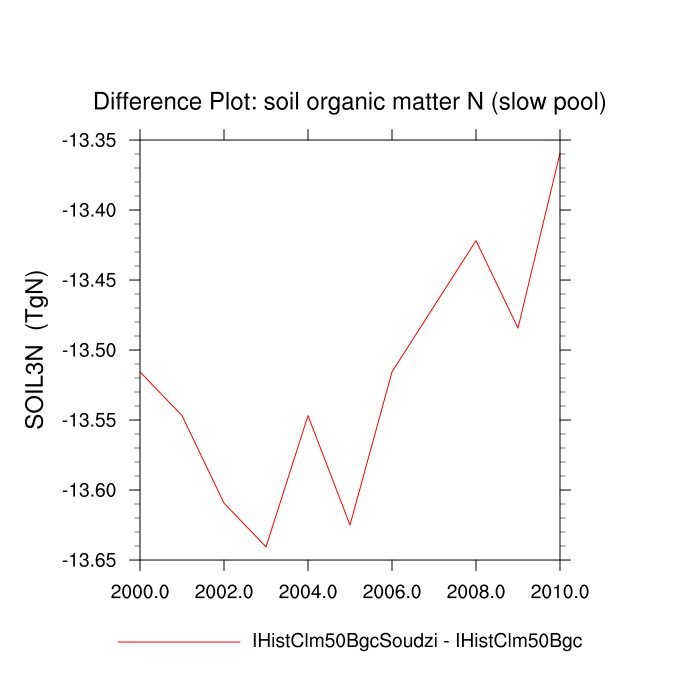 Difference Plot: soil organic matter N (slow pool)
SOIL3N (TgN)
-13.35
-13.40
-13.45
-13.50
-13.55
-13.60
-13.65
2000.0 2002.0 2004.0 2006.0 2008.0 2010.0
IHistClm50BgcSoudzi - IHistClm50Bgc